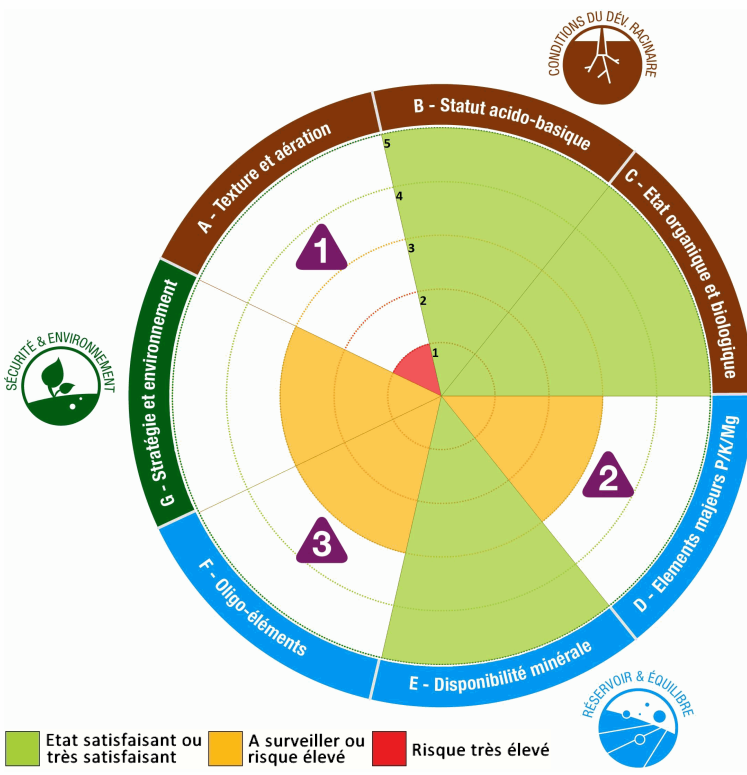 CONDITIONS DU DÉV. RACINAIRE
B - Statut acido-basique
A - Texture et aération
C - Etat organique et biologique
5
4
3
2
1
1
SÉCURITÉ & ENVIRONNEMENT
G - Stratégie et environnement
2
3
D - Elements majeurs P/K/Mg
F - Oligo-éléments
E - Disponibilité minérale
RÉSERVOIR & ÉQUILIBRE
Etat satisfaisant ou
très satisfaisant
A surveiller ou
risque élevé
Risque très élevé